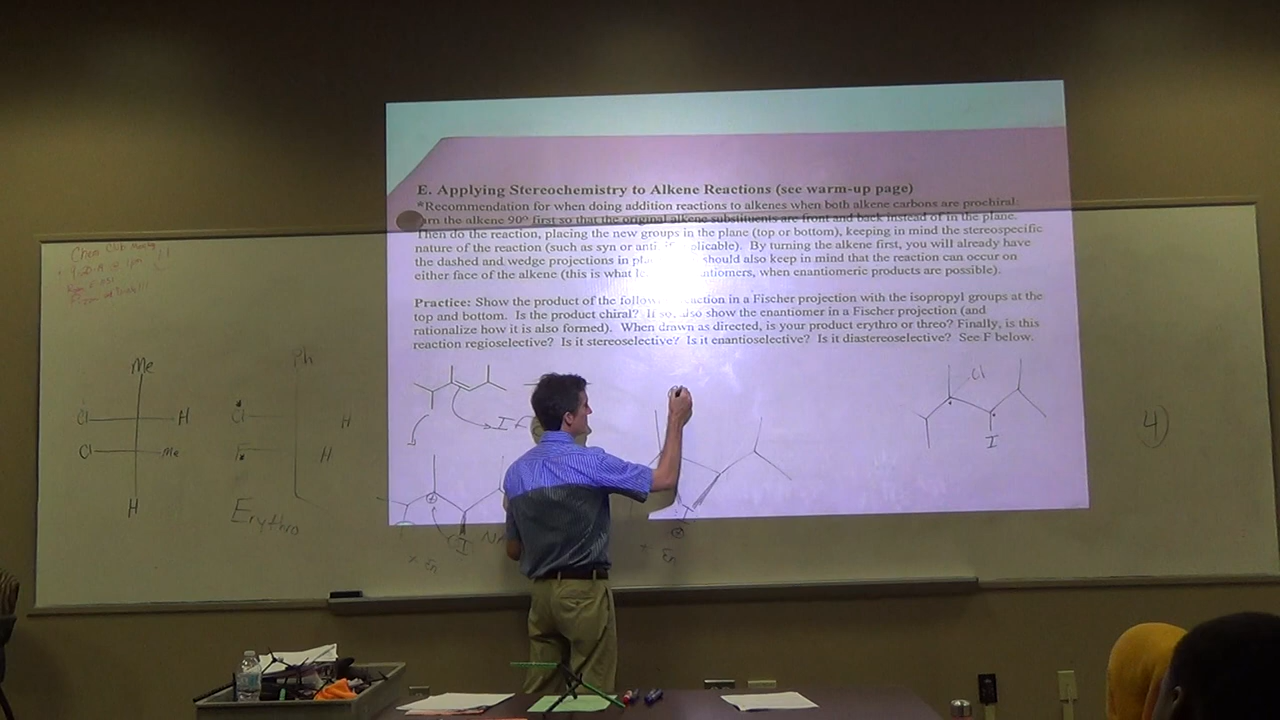 E. Applying Stereochemistry to Alkene Reactions (see warm-up page)
*Recommendation for when doing addition reactions to alkenes when both alkene carbons are prochiral:
the alkene 90º first so that the original alkene substituents are front and back instead of in the plane.
Then do the reaction, placing the new groups in the plane (top or bottom), keeping in mind the stereospecific
nature of the reaction (such as syn or anti). By turning the alkene first, you will already have
the dashed and wedge projections in should also keep in mind that the reaction can occur on
either face of the alkene (this is what when enantiomeric products are possible).
Practice: Show the product of the in a Fischer projection with the isopropyl groups at the
top and bottom. Is the product chiral? If so, also show the enantiomer in a Fischer projection (and
rationalize how it is also formed). When drawn as directed, is your product erythro or threo? Finally, is this
reaction regioselective? Is it stereoselective? Is it enantioselective? Is it diastereoselective? See F below.
Chem Club Meeting
Me
Cl H
Cl Me
H
Ph
Cl H
H
Erythro
I
I
+ En
I
+ En
Cl
I
4